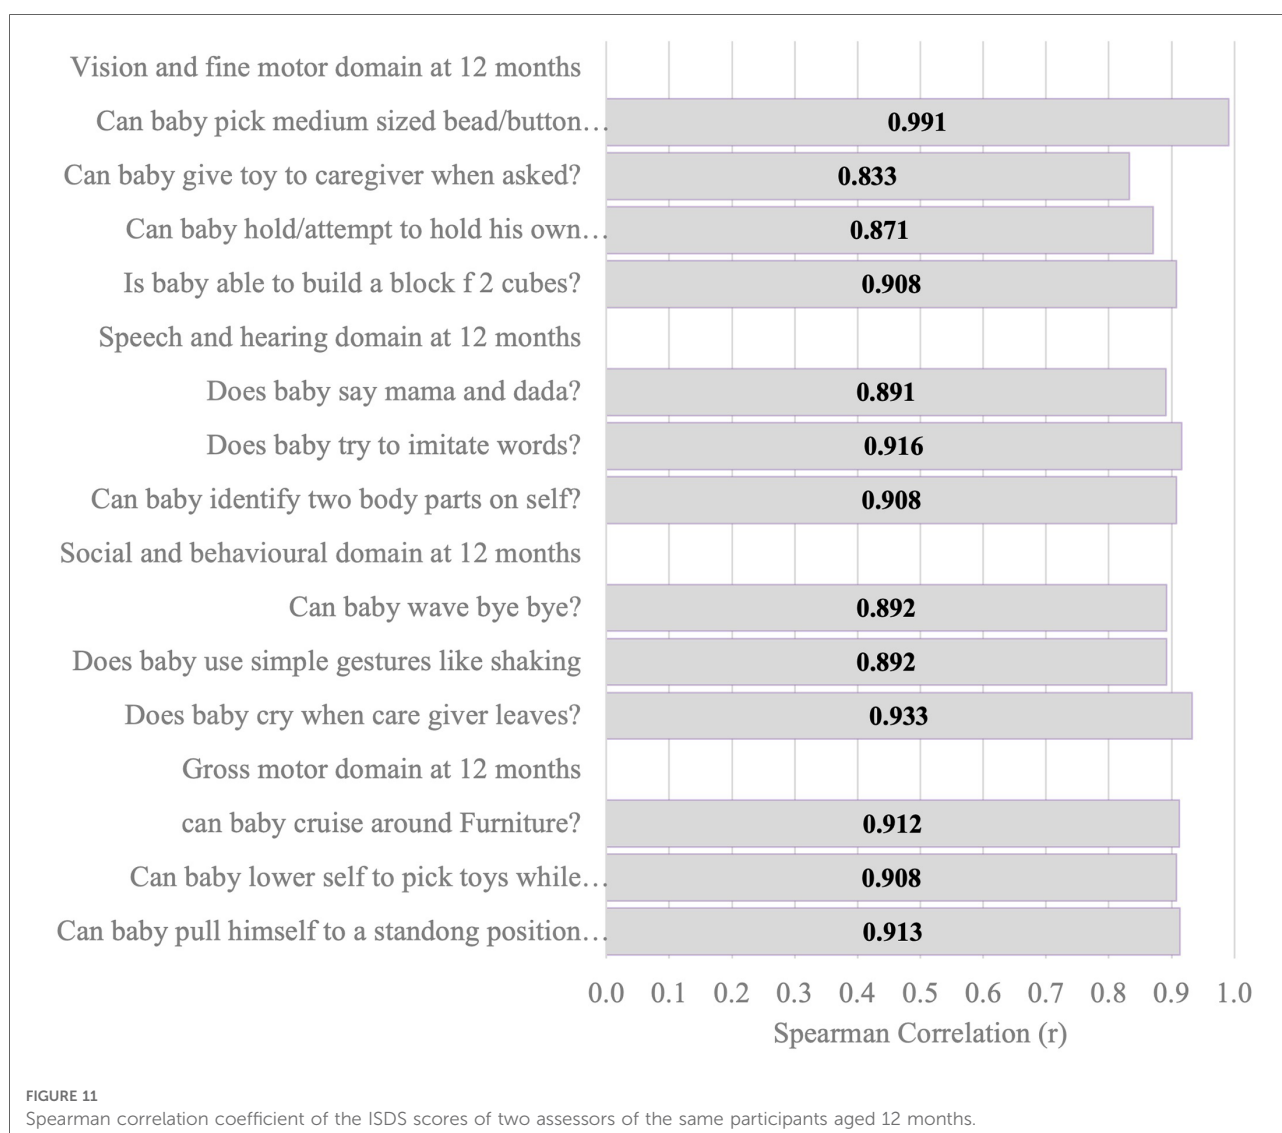 Vision and fine motor domain at 12 months
Can baby pick medium sized bead/button… 0.991
Can baby give toy to caregiver when asked? 0.833
Can baby hold/attempt to hold his own… 0.871
Is baby able to build a block f 2 cubes? 0.908
Speech and hearing domain at 12 months
Does baby say mama and dada? 0.891
Does baby try to imitate words? 0.916
Can baby identify two body parts on self? 0.908
Social and behavioural domain at 12 months
Can baby wave bye bye? 0.892
Does baby use simple gestures like shaking 0.892
Does baby cry when care giver leaves? 0.933
Gross motor domain at 12 months
can baby cruise around Furniture? 0.912
Can baby lower self to pick toys while… 0.908
Can baby pull himself to a standong position… 0.913
0.0 0.1 0.2 0.3 0.4 0.5 0.6 0.7 0.8 0.9 1.0
Spearman Correlation (r)
FIGURE 11
Spearman correlation coefficient of the ISDS scores of two assessors of the same participants aged 12 months.